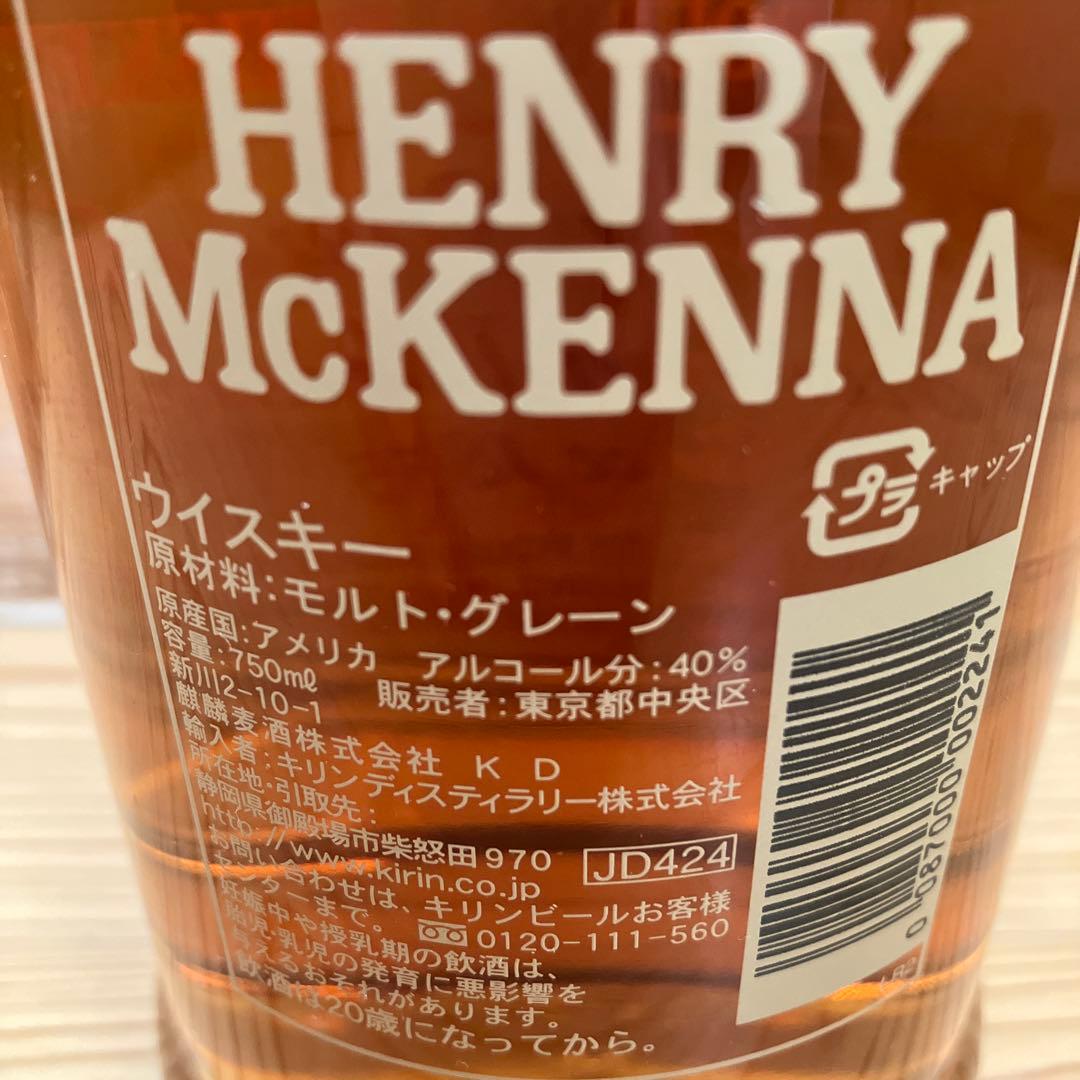 HENRY
McKENNA
プラ キャップ
ウイスキー
原材料:モルト・グレーン
原産国:アメリカ アルコール分:40%
容量:750mℓ 販売者:東京都中央区
新川2-10-1
麒麟麦酒株式会社 K D
輸入者:キリンディスティラリー株式会社
所在地:引取先:
静岡県御殿場市柴怒田970
http://www.kirin.co.jp JD424
お問い合わせは、キリンビールお客様
センターまで。 0120-111-560
妊娠中や授乳期の飲酒は、
胎児・乳児の発育に悪影響を
与えるおそれがあります。
飲酒は20歳になってから。
0 087000 002241